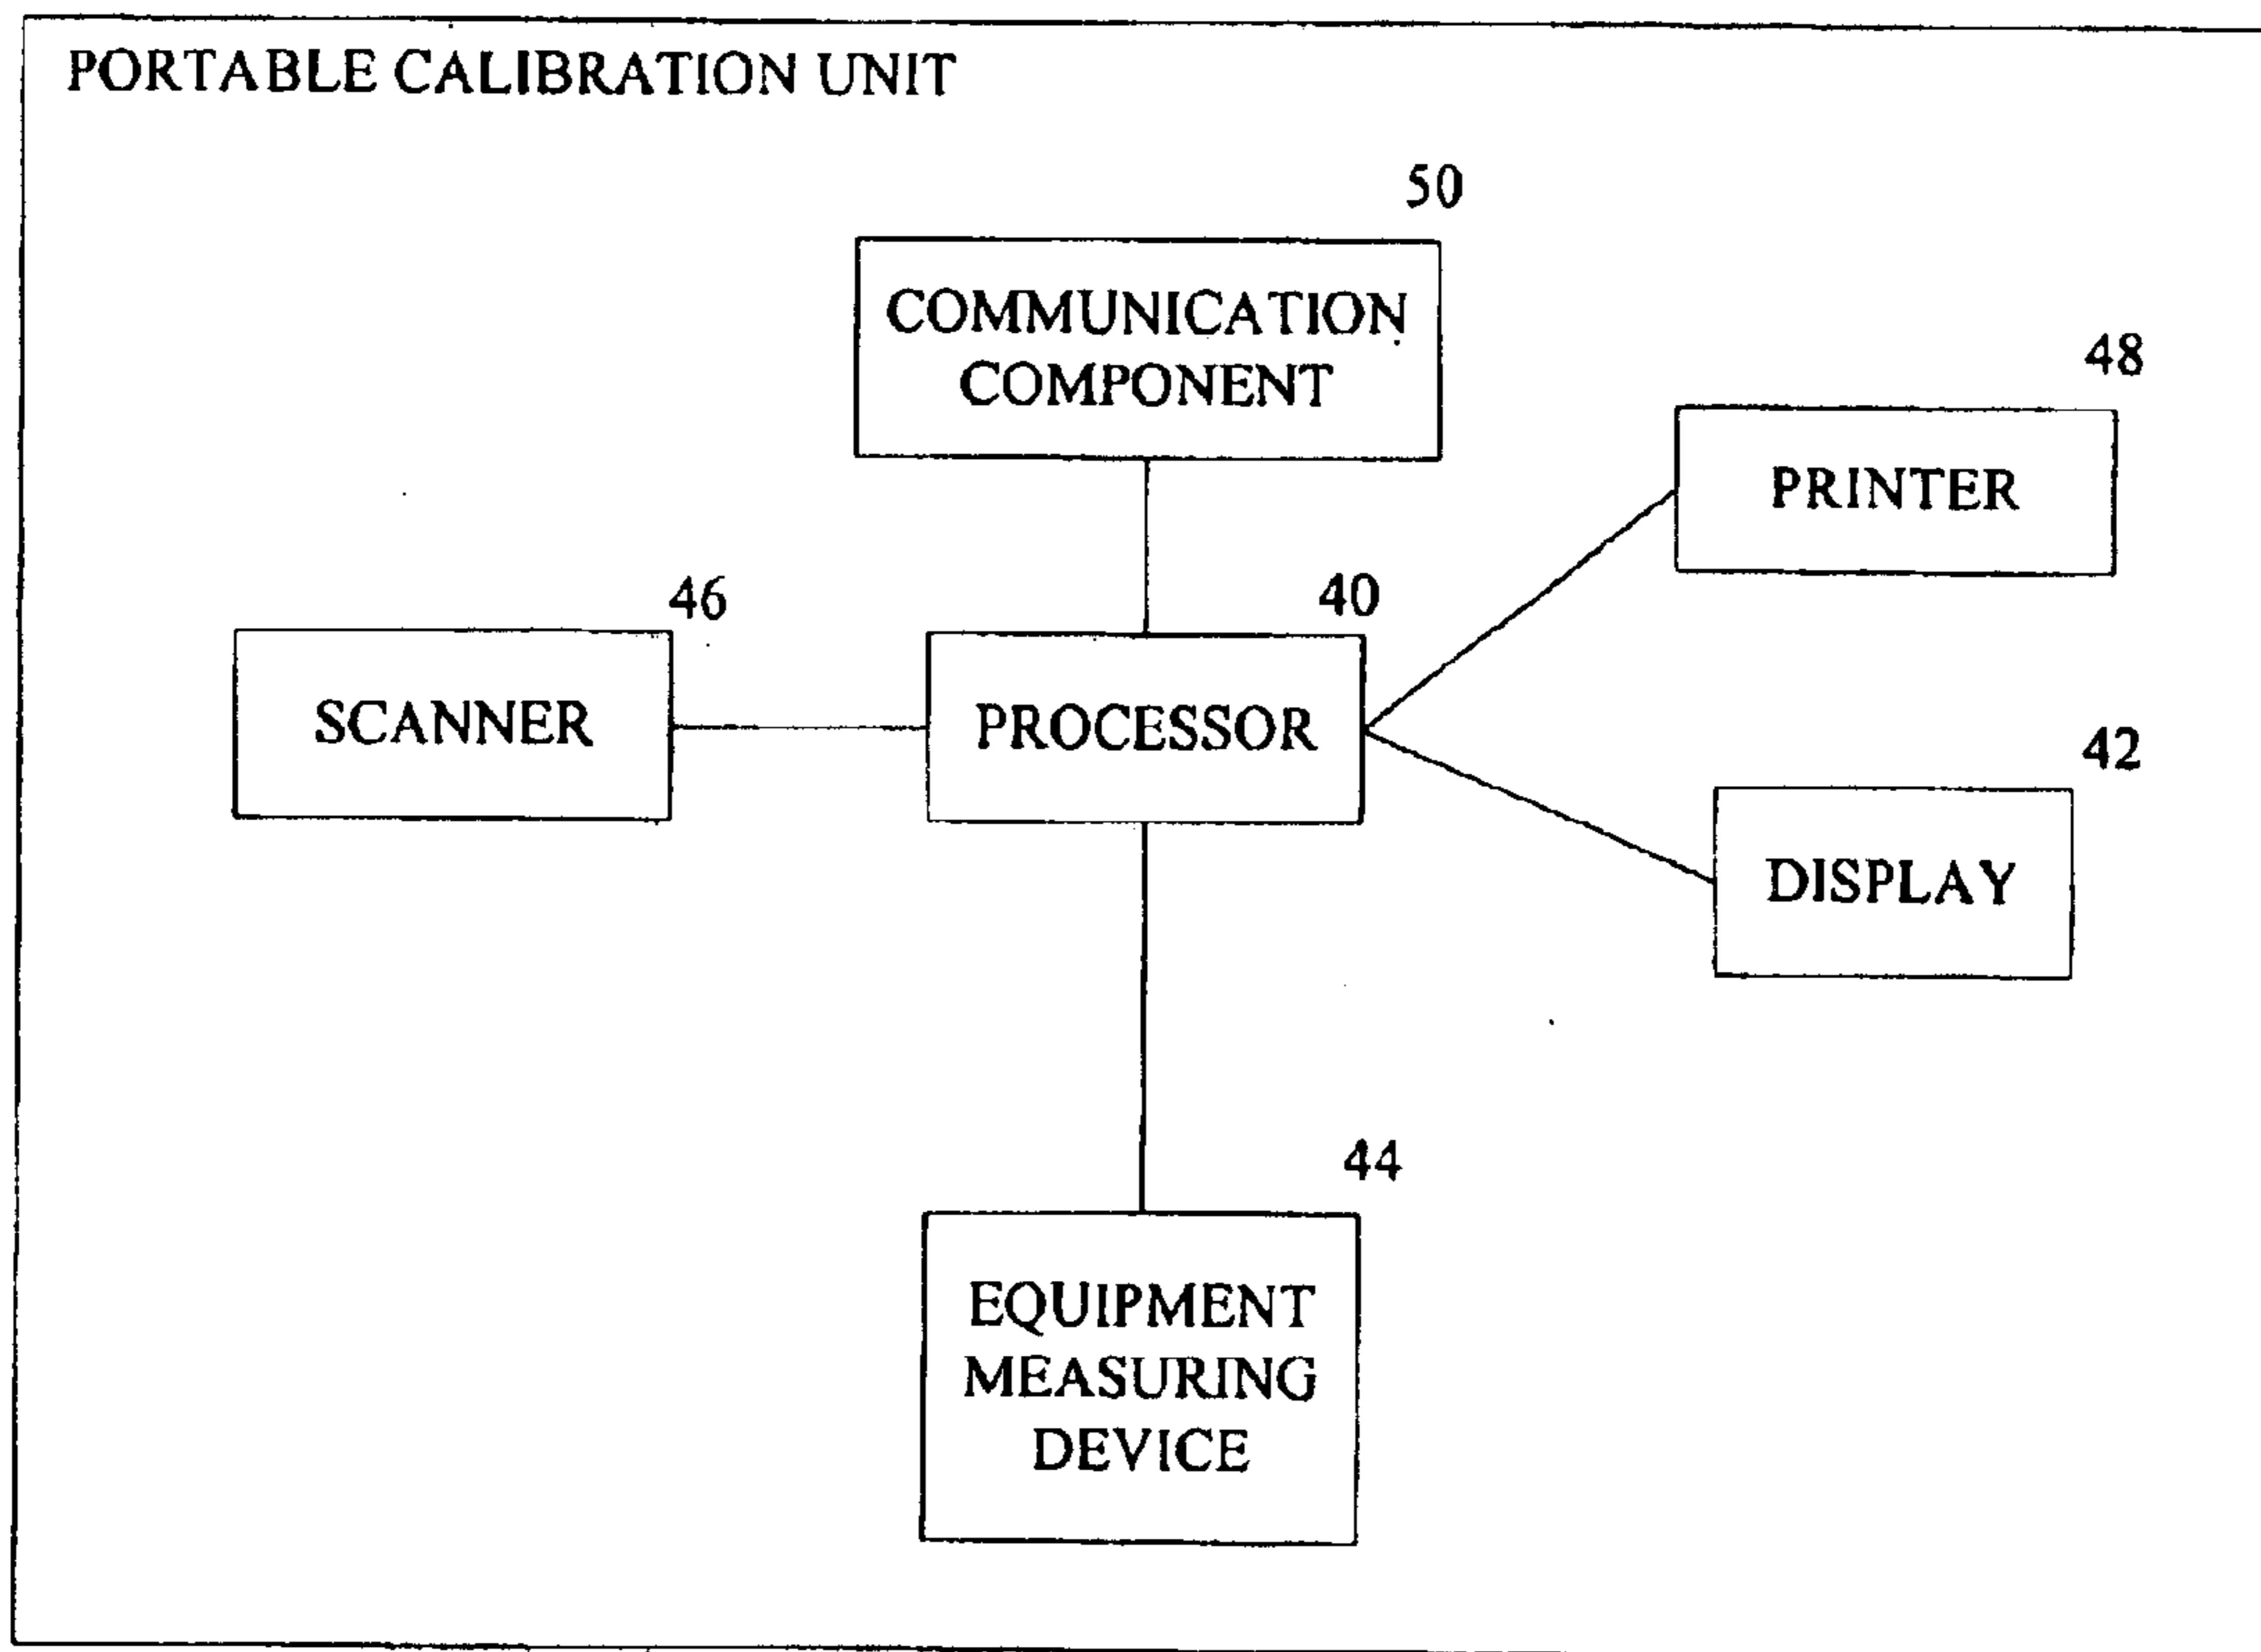 PORTABLE CALIBRATION UNIT
50
COMMUNICATION
COMPONENT
48
PRINTER
46
SCANNER
40
PROCESSOR
42
DISPLAY
44
EQUIPMENT
MEASURING
DEVICE